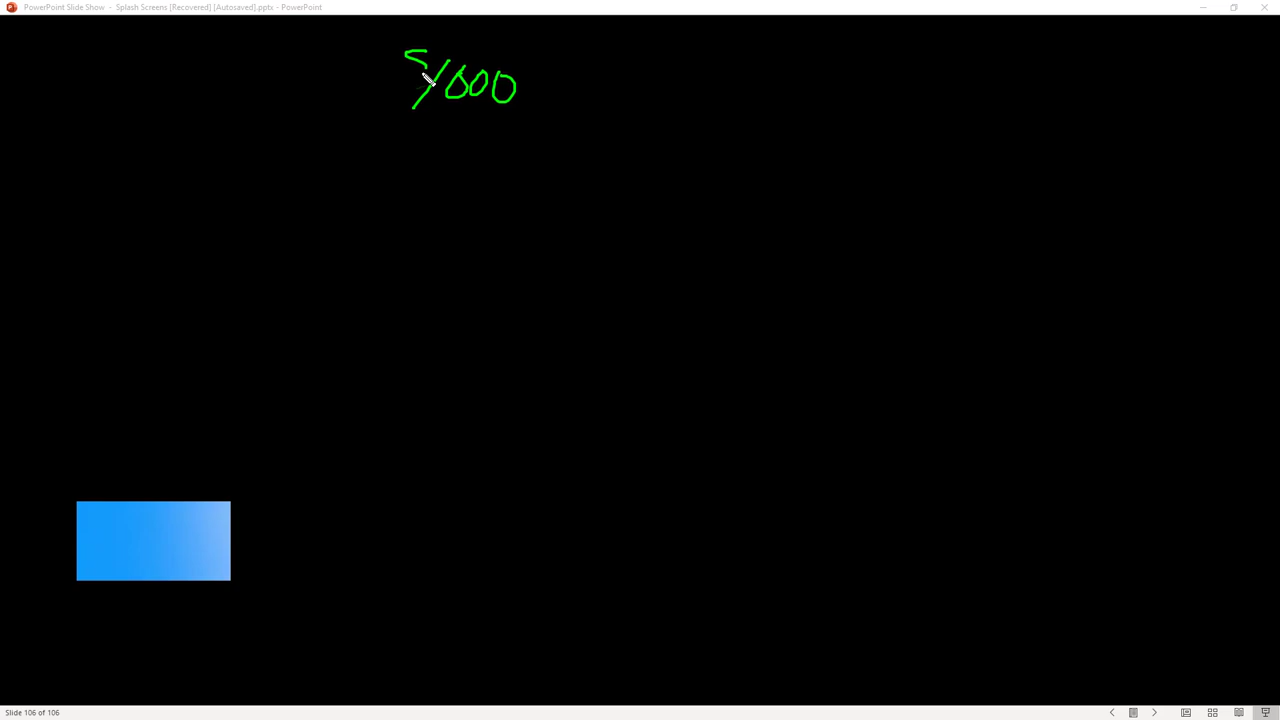 PowerPoint Slide Show - Splash Screens [Recovered] [Autosaved].pptx - PowerPoint
5/000
Slide 106 of 106